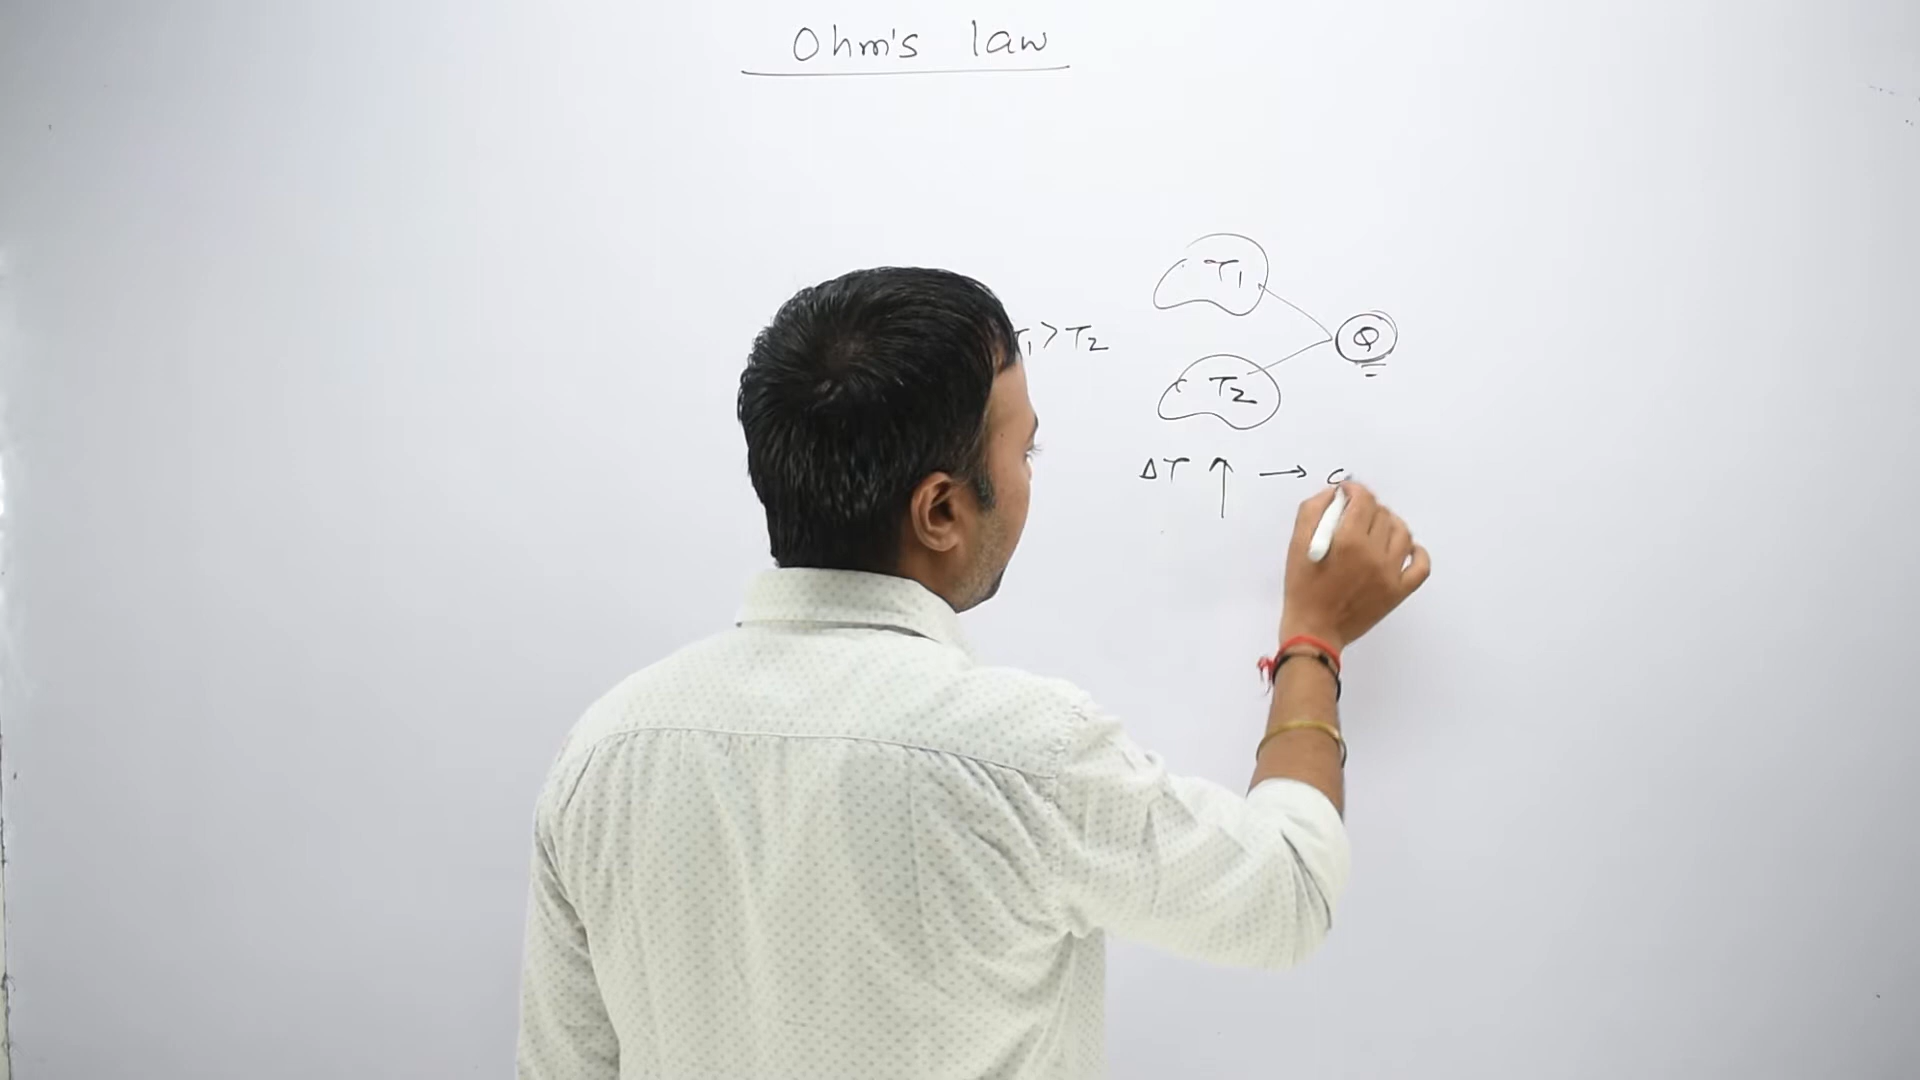 Ohm's law
T1
T1 > T2
Q
T2
ΔT ↑ →